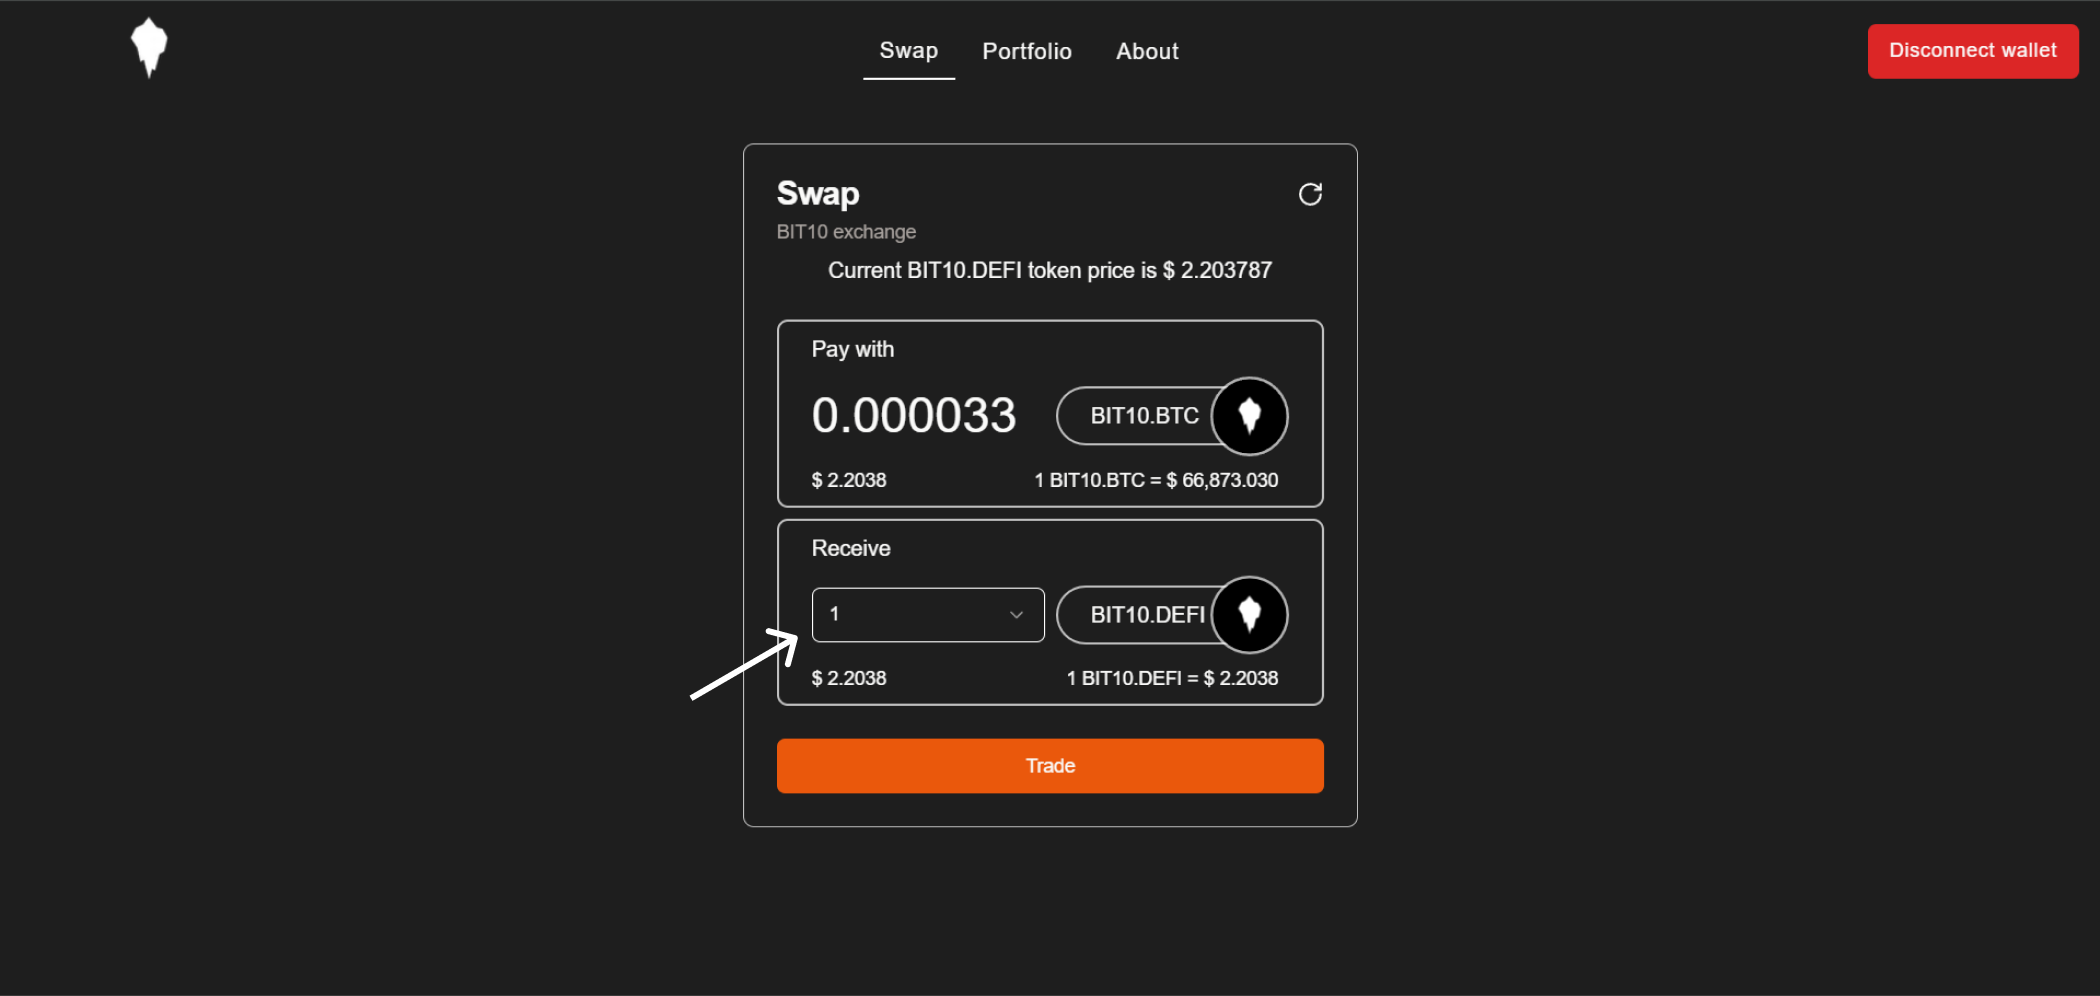 Swap Portfolio About Disconnect wallet
Swap
BIT10 exchange
Current BIT10.DEFI token price is $ 2.203787
Pay with
0.000033 BIT10.BTC
$ 2.2038 1 BIT10.BTC = $ 66,873.030
Receive
1 BIT10.DEFI
$ 2.2038 1 BIT10.DEFI = $ 2.2038
Trade